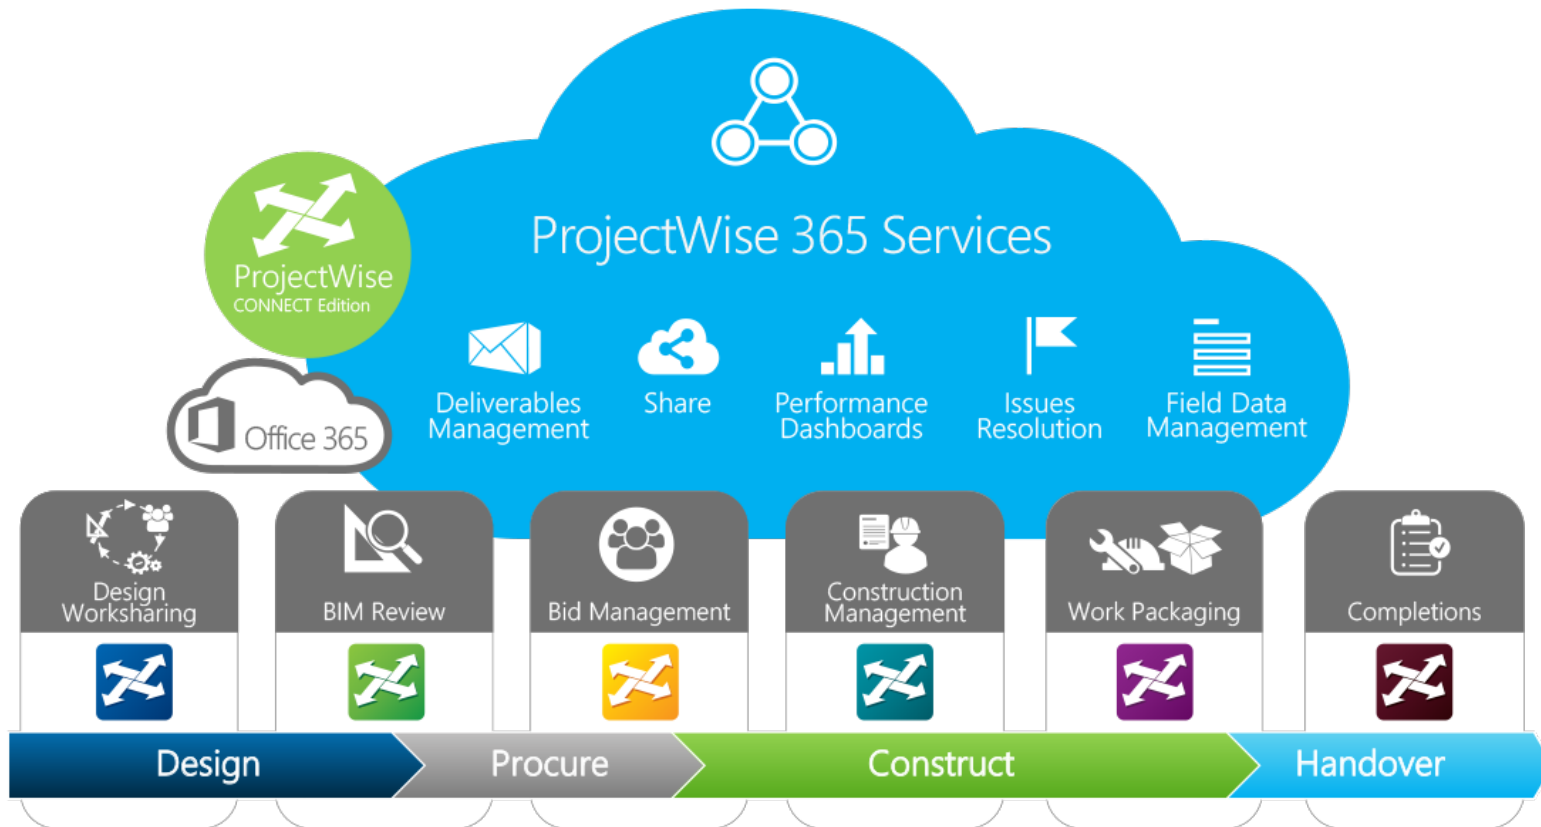 ProjectWise 365 Services
ProjectWise
CONNECT Edition
Office 365
Deliverables
Management
Share
Performance
Dashboards
Issues
Resolution
Field Data
Management
Design
Worksharing
BIM Review
Bid Management
Construction
Management
Work Packaging
Completions
Design
Procure
Construct
Handover